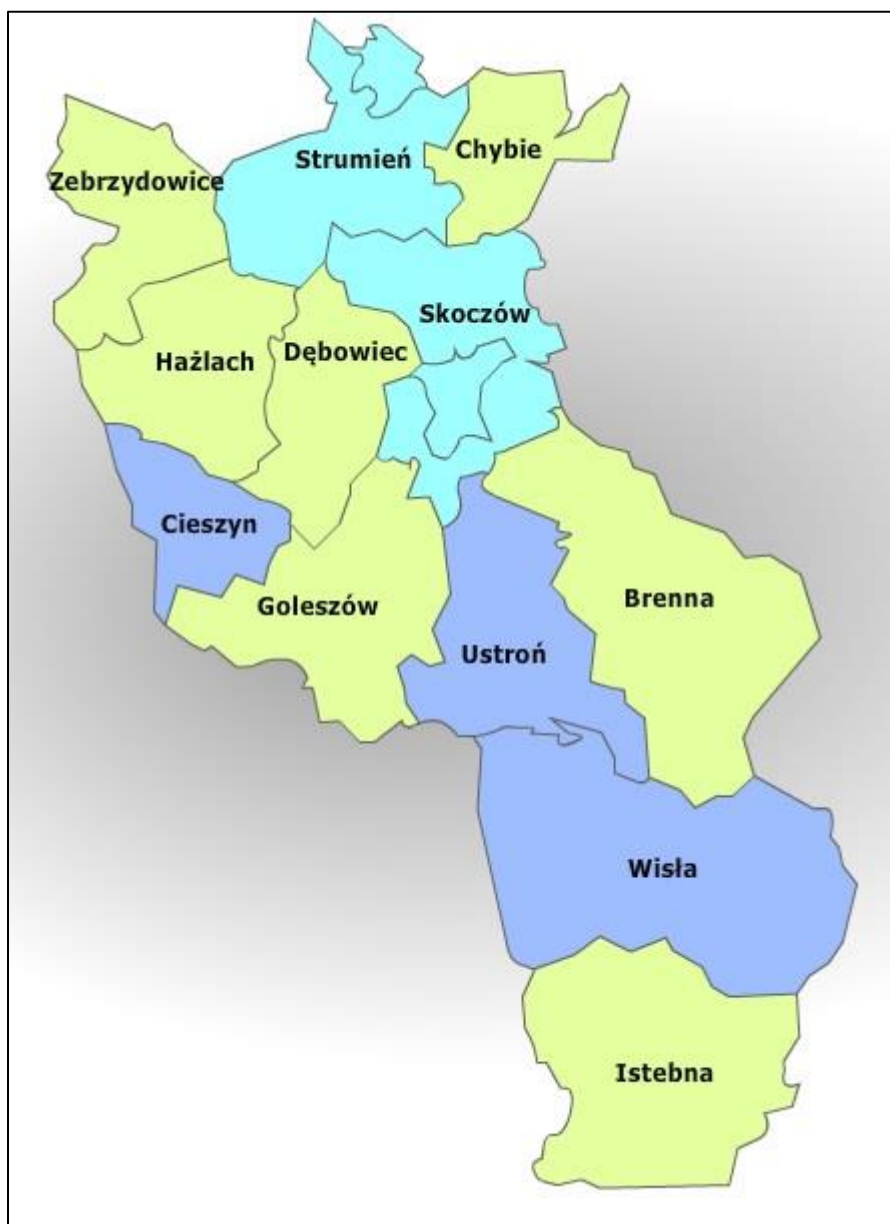 Strumień
Chybie
Zebrzydowice
Skoczów
Hażlach
Dębowiec
Cieszyn
Goleszów
Brenna
Ustroń
Wisła
Istebna